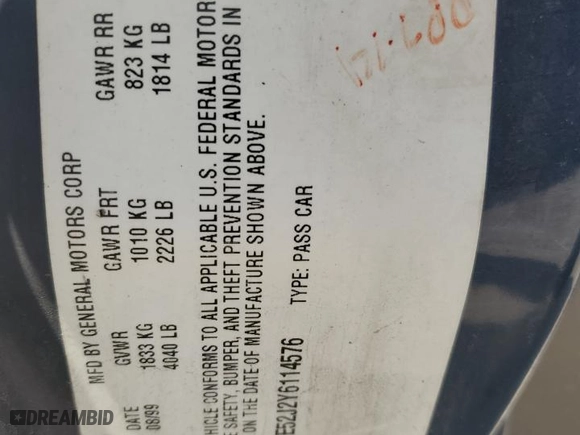 MFD BY GENERAL MOTORS CORP
DATE GVWR GAWR FRT GAWR RR
08/99 1833 KG 1010 KG 823 KG
4040 LB 2226 LB 1814 LB
HICLE CONFORMS TO ALL APPLICABLE U.S. FEDERAL MOTOR
E SAFETY, BUMPER, AND THEFT PREVENTION STANDARDS IN
ON THE DATE OF MANUFACTURE SHOWN ABOVE.
E52J2Y6114576 TYPE: PASS CAR
AUTOBIDMASTER